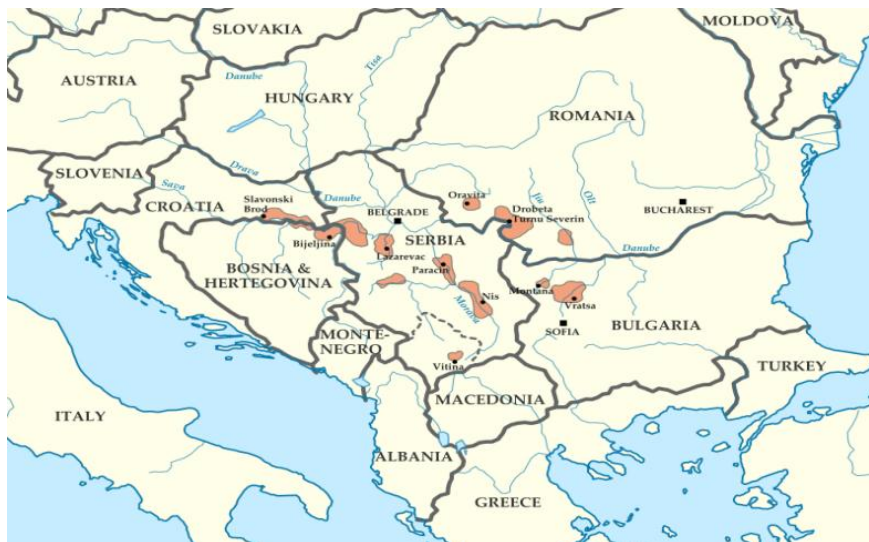 SLOVAKIA
MOLDOVA
AUSTRIA
Danube
Tisa
HUNGARY
ROMANIA
SLOVENIA
Drava
Sava
CROATIA
Slavonski
Brod
Danube
BELGRADE
Oravita
Jiu
Olt
Drobeta
Turnu Severin
BUCHAREST
Bijeljina
SERBIA
Lazarevac
Danube
BOSNIA &
HERTEGOVINA
Paracin
Nis
Montana
Vratsa
Morava
SOFIA
BULGARIA
MONTE-
NEGRO
Vitina
TURKEY
MACEDONIA
ITALY
ALBANIA
GREECE